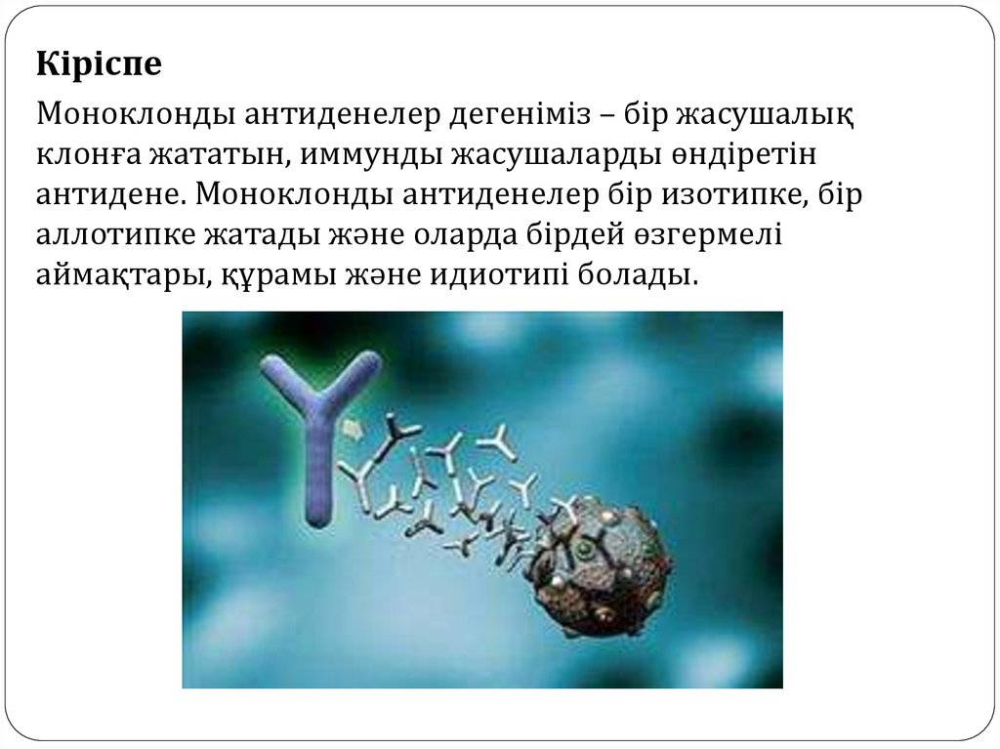 Кіріспе
Моноклонды антиденелер дегеніміз – бір жасушалық
клонға жататын, иммунды жасушаларды өндіретін
антидене. Моноклонды антиденелер бір изотипке, бір
аллотипке жатады және оларда бірдей өзгермелі
аймақтары, құрамы және идиотипі болады.